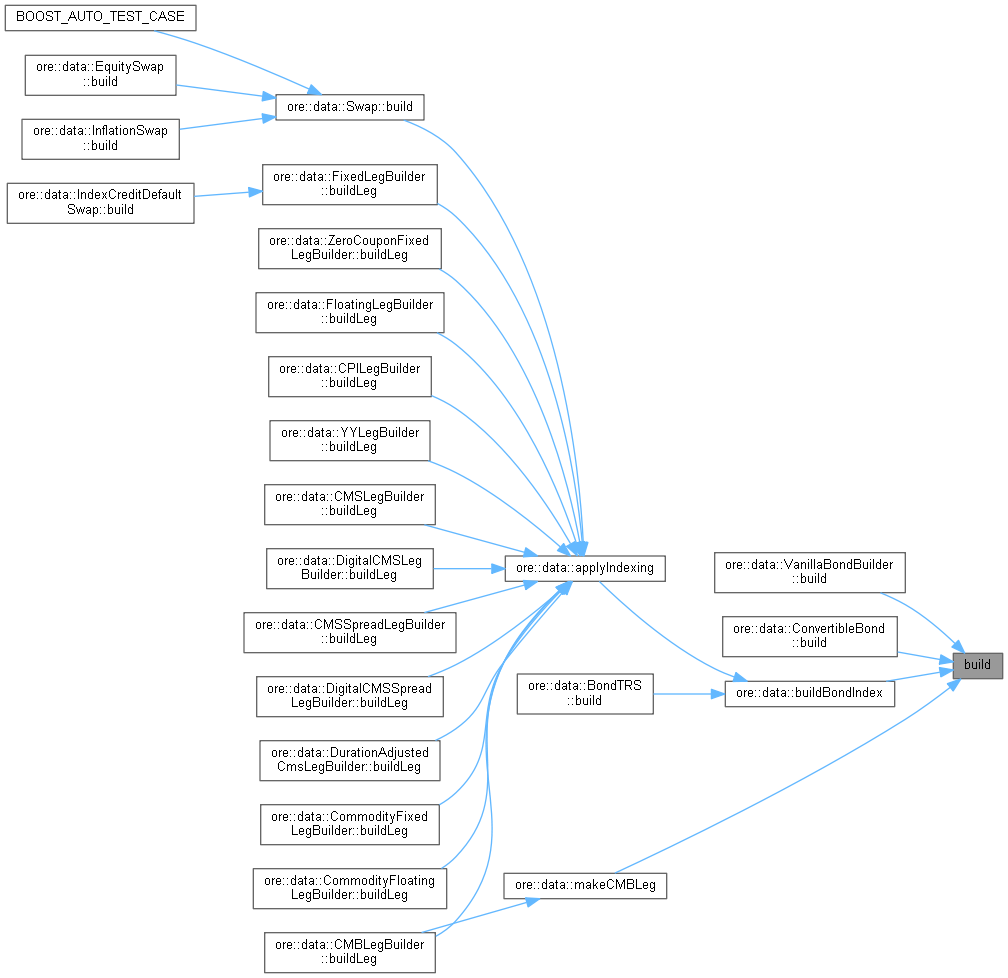 BOOST_AUTO_TEST_CASE
ore::data::EquitySwap
::build
ore::data::Swap::build
ore::data::InflationSwap
::build
ore::data::FixedLegBuilder
::buildLeg
ore::data::IndexCreditDefault
Swap::build
ore::data::ZeroCouponFixed
LegBuilder::buildLeg
ore::data::FloatingLegBuilder
::buildLeg
ore::data::CPILegBuilder
::buildLeg
ore::data::YYLegBuilder
::buildLeg
ore::data::CMSLegBuilder
::buildLeg
ore::data::DigitalCMSLeg
Builder::buildLeg
ore::data::applyIndexing
ore::data::VanillaBondBuilder
::build
ore::data::CMSSpreadLegBuilder
::buildLeg
ore::data::ConvertibleBond
::build
build
ore::data::DigitalCMSSpread
LegBuilder::buildLeg
ore::data::BondTRS
::build
ore::data::buildBondIndex
ore::data::DurationAdjusted
CmsLegBuilder::buildLeg
ore::data::CommodityFixed
LegBuilder::buildLeg
ore::data::CommodityFloating
LegBuilder::buildLeg
ore::data::makeCMBLeg
ore::data::CMBLegBuilder
::buildLeg